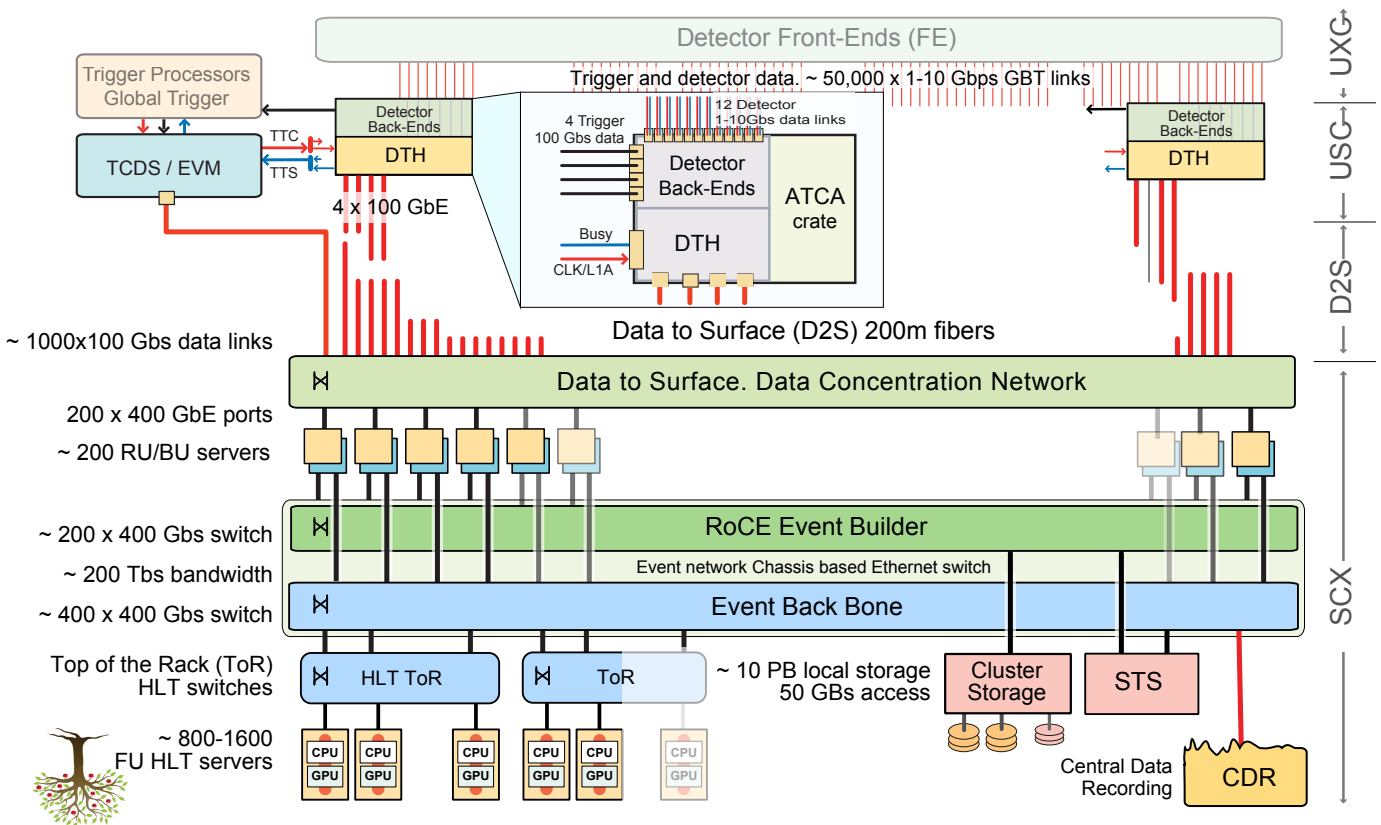 Detector Front-Ends (FE)
Trigger and detector data. ~ 50,000 x 1-10 Gbps GBT links
Trigger Processors
Global Trigger
TCDS / EVM
TTC
TTS
Detector
Back-Ends
DTH
4 x 100 GbE
12 Detector
1-10Gbs data links
4 Trigger
100 Gbs data
Detector
Back-Ends
DTH
ATCA
crate
Busy
CLK/L1A
Detector
Back-Ends
DTH
UXG
USC
D2S
SCX
Data to Surface (D2S) 200m fibers
~ 1000x100 Gbs data links
Data to Surface. Data Concentration Network
200 x 400 GbE ports
~ 200 RU/BU servers
RoCE Event Builder
~ 200 x 400 Gbs switch
Event network Chassis based Ethernet switch
~ 200 Tbs bandwidth
Event Back Bone
~ 400 x 400 Gbs switch
Top of the Rack (ToR)
HLT switches
HLT ToR
ToR
~ 10 PB local storage
50 GBs access
Cluster
Storage
STS
~ 800-1600
FU HLT servers
CPU
GPU
CPU
GPU
CPU
GPU
CPU
GPU
CPU
GPU
CPU
GPU
Central Data
Recording
CDR